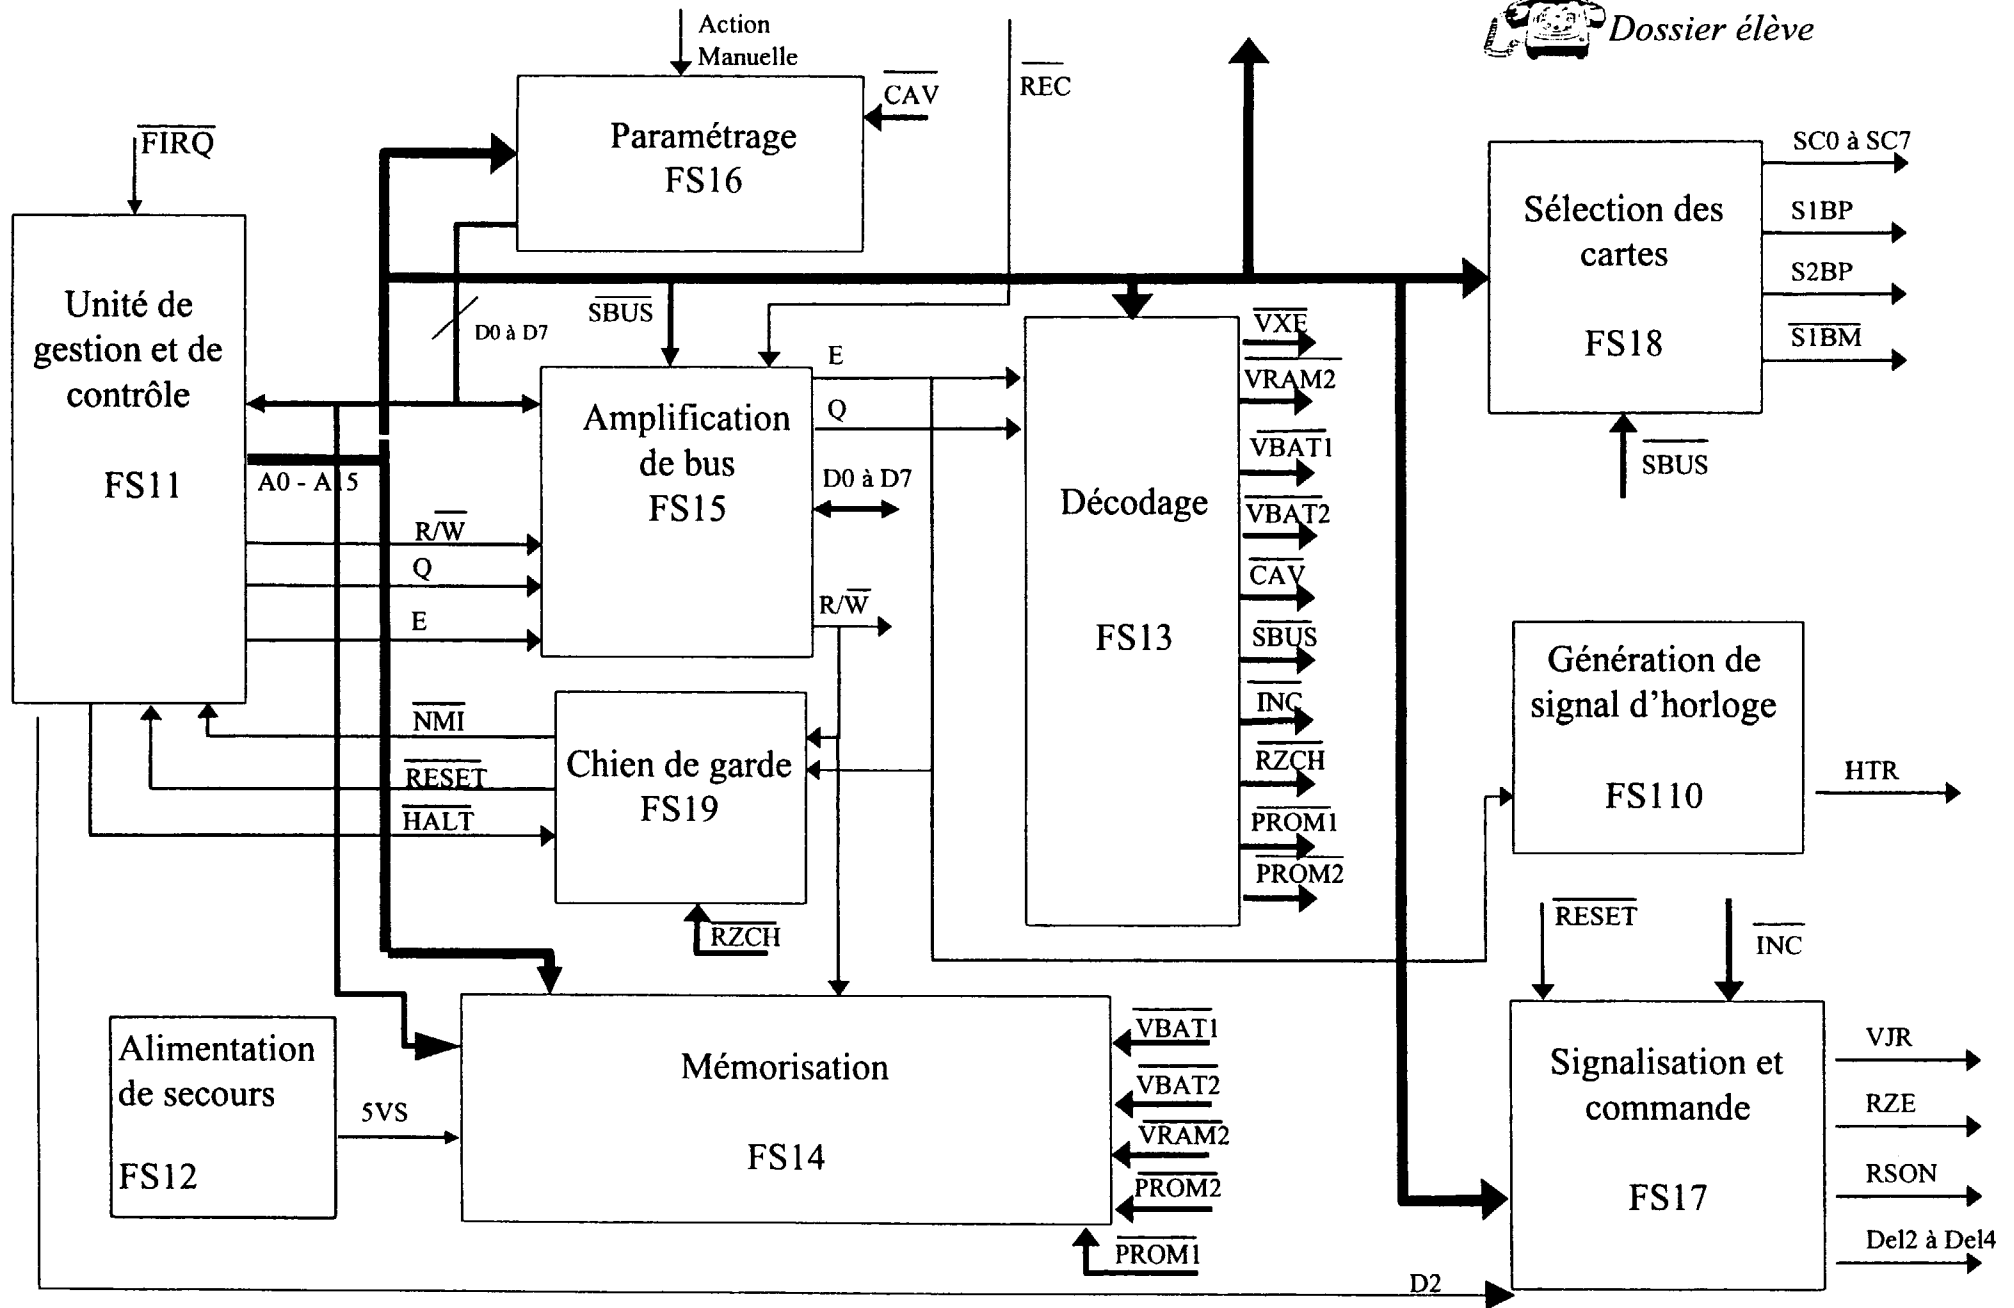 Dossier élève
Action
Manuelle
CAV
REC
FIRQ
Paramétrage
FS16
SC0 à SC7
S1BP
S2BP
S1BM
Sélection des
cartes
FS18
SBUS
Unité de
gestion et de
contrôle
FS11
SBUS
D0 à D7
E
Q
Amplification
de bus
FS15
D0 à D7
R/W
A0 - A15
R/W
Q
E
VXE
VRAM2
VBAT1
VBAT2
CAV
SBUS
INC
RZCH
PROM1
PROM2
Décodage
FS13
Génération de
signal d'horloge
FS110
HTR
NMI
RESET
HALT
Chien de garde
FS19
RZCH
RESET
INC
Alimentation
de secours
FS12
5VS
Mémorisation
FS14
VBAT1
VBAT2
VRAM2
PROM2
PROM1
Signalisation et
commande
FS17
VJR
RZE
RSON
Del2 à Del4
D2